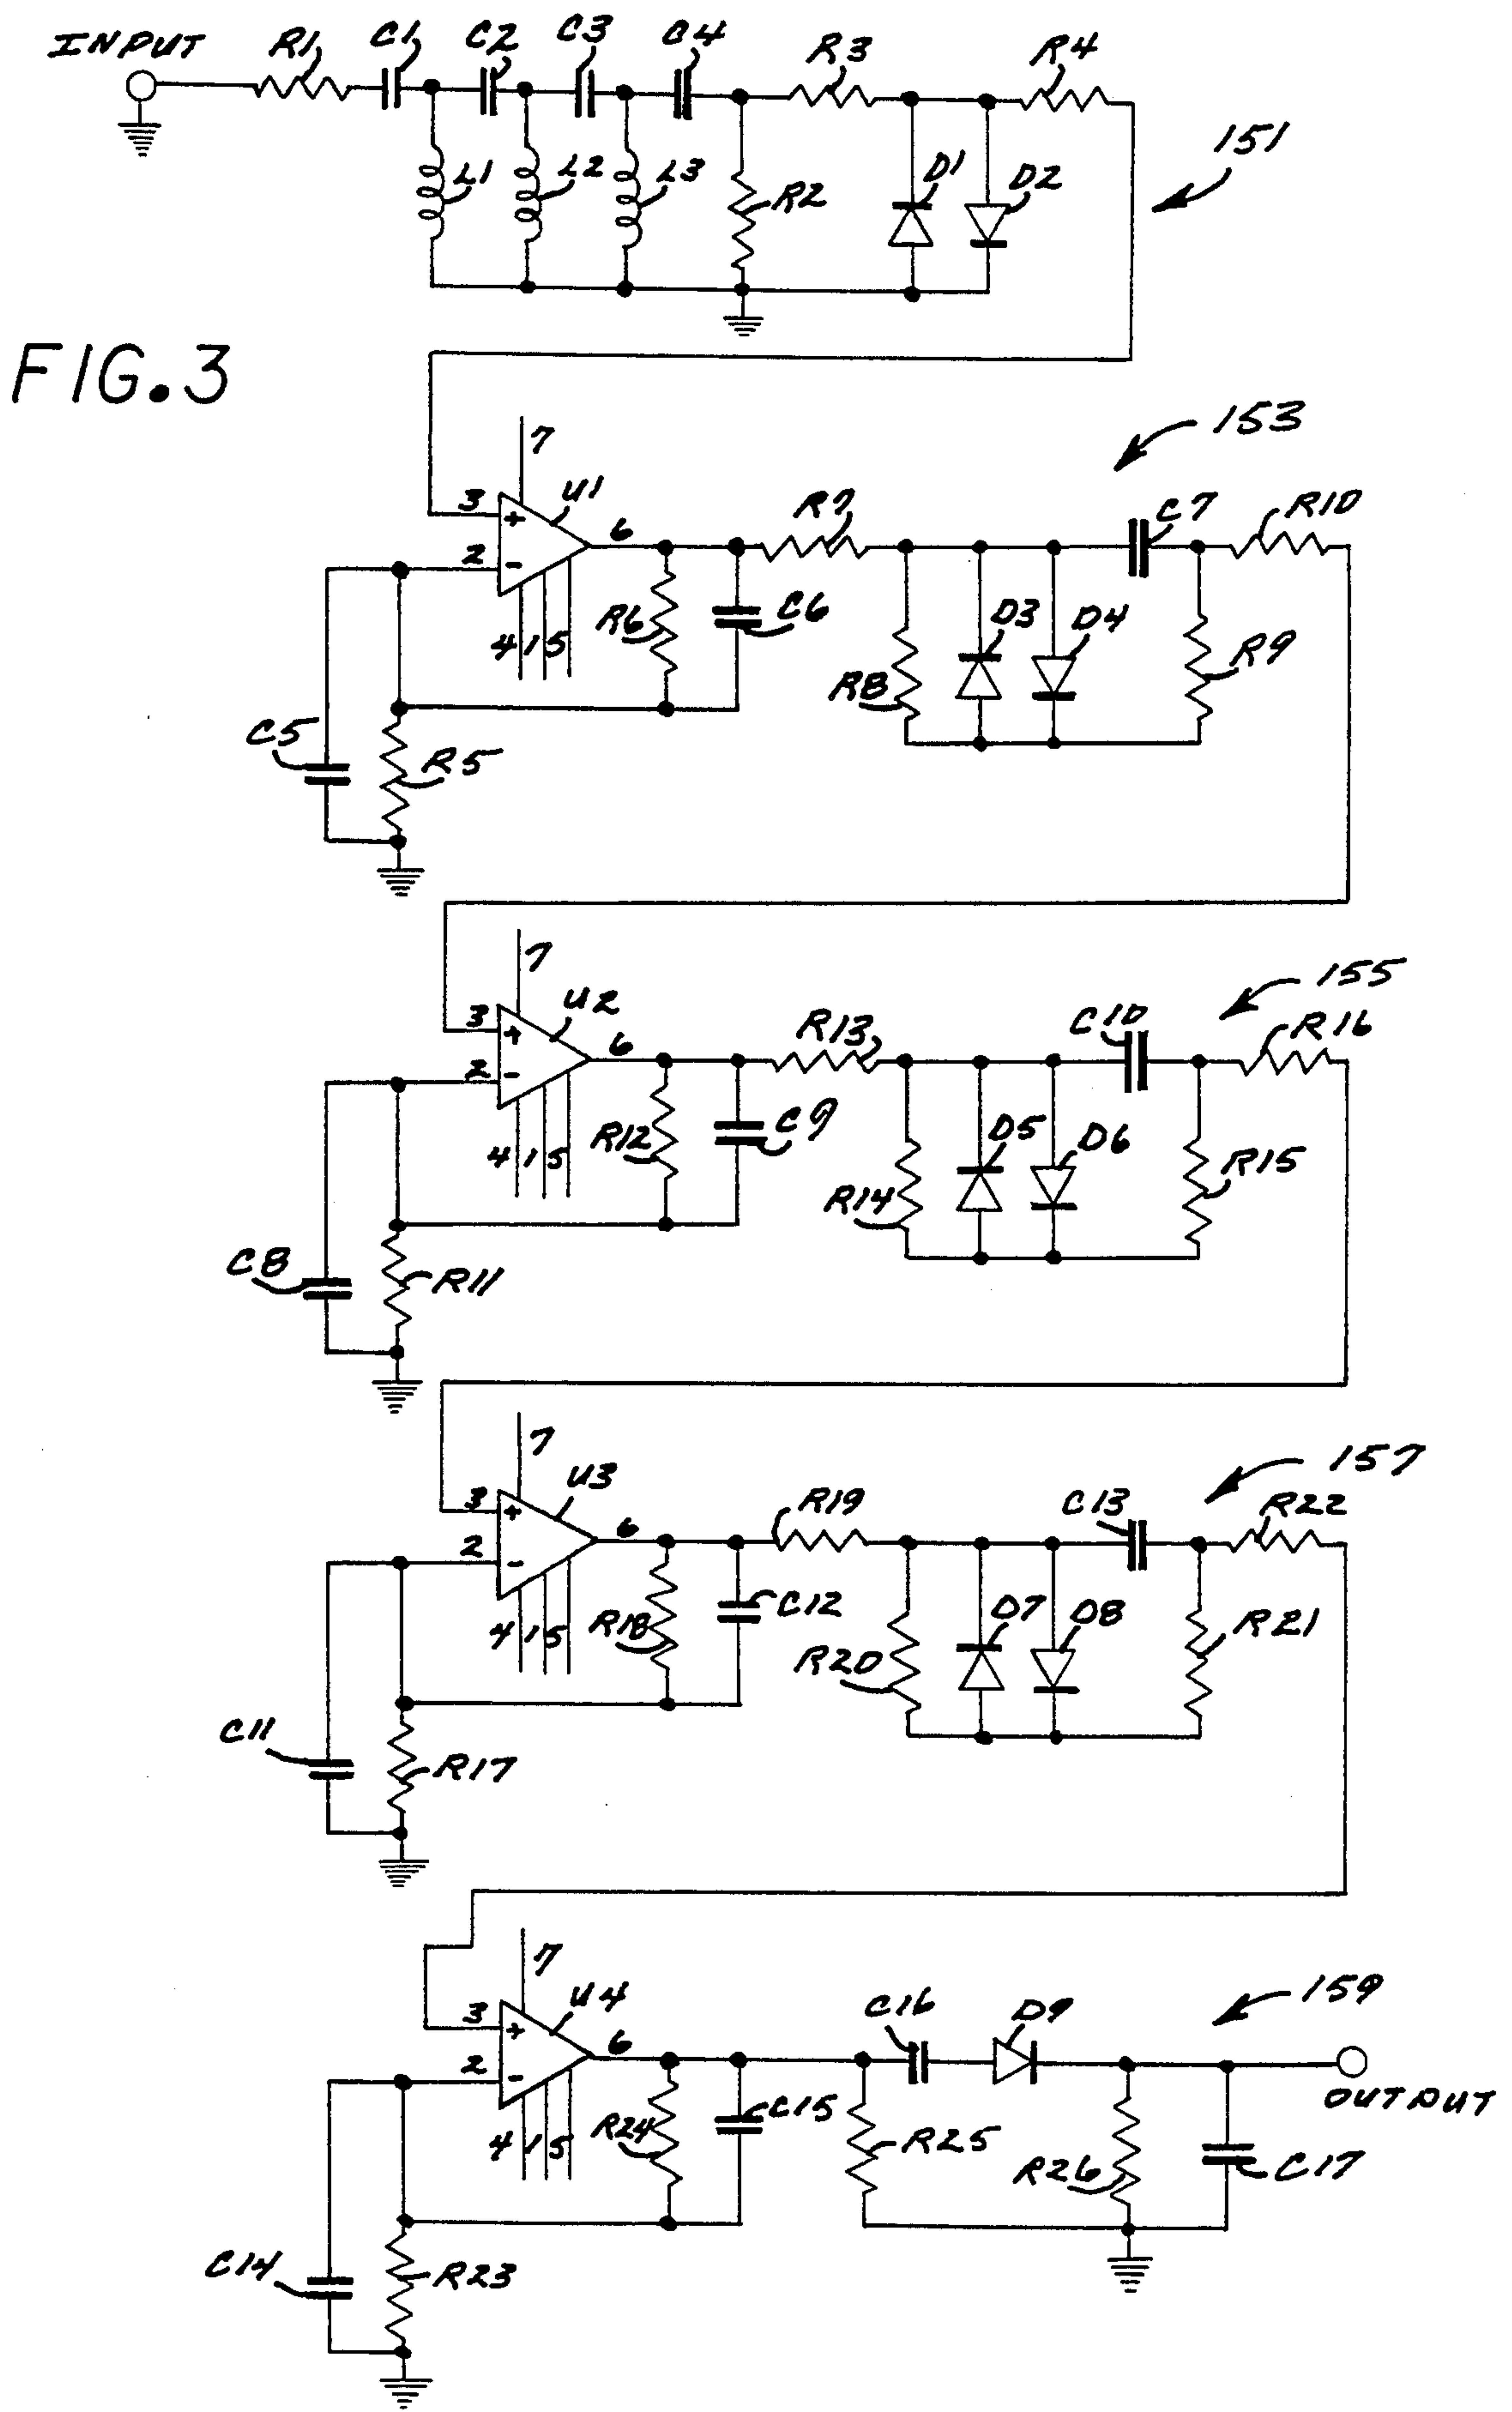 INPUT R1 C1 C2 C3 C4 R3 R4
151
L1 L2 L3 R2 D1 D2
FIG. 3
153
7
3 + U1 6 R7 C7 R10
2 -
4 1 5 R6 C6 R8 D3 D4 R9
C5 R5
155
7
3 + U2 6 R13 C10 R16
2 -
4 1 5 R12 C9 R14 D5 D6 R15
C8 R11
157
7
3 + U3 6 R19 C13 R22
2 -
4 1 5 R18 C12 R20 D7 D8 R21
C11 R17
159
7
3 + U4 6 C16 D9
2 -
OUTPUT
4 1 5 R24 C15 R25 R26 C17
C14 R23